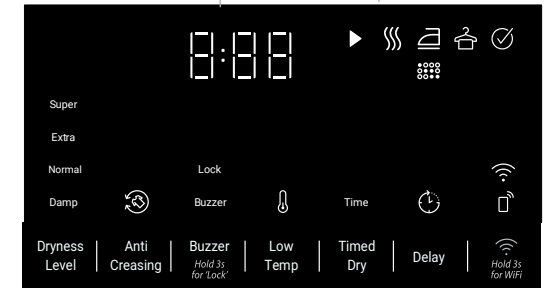 8:88
Super
Extra
Normal
Lock
Damp
Buzzer
Time
Dryness Level
Anti Creasing
Buzzer
Hold 3s
for 'Lock'
Low Temp
Timed Dry
Delay
Hold 3s
for WiFi